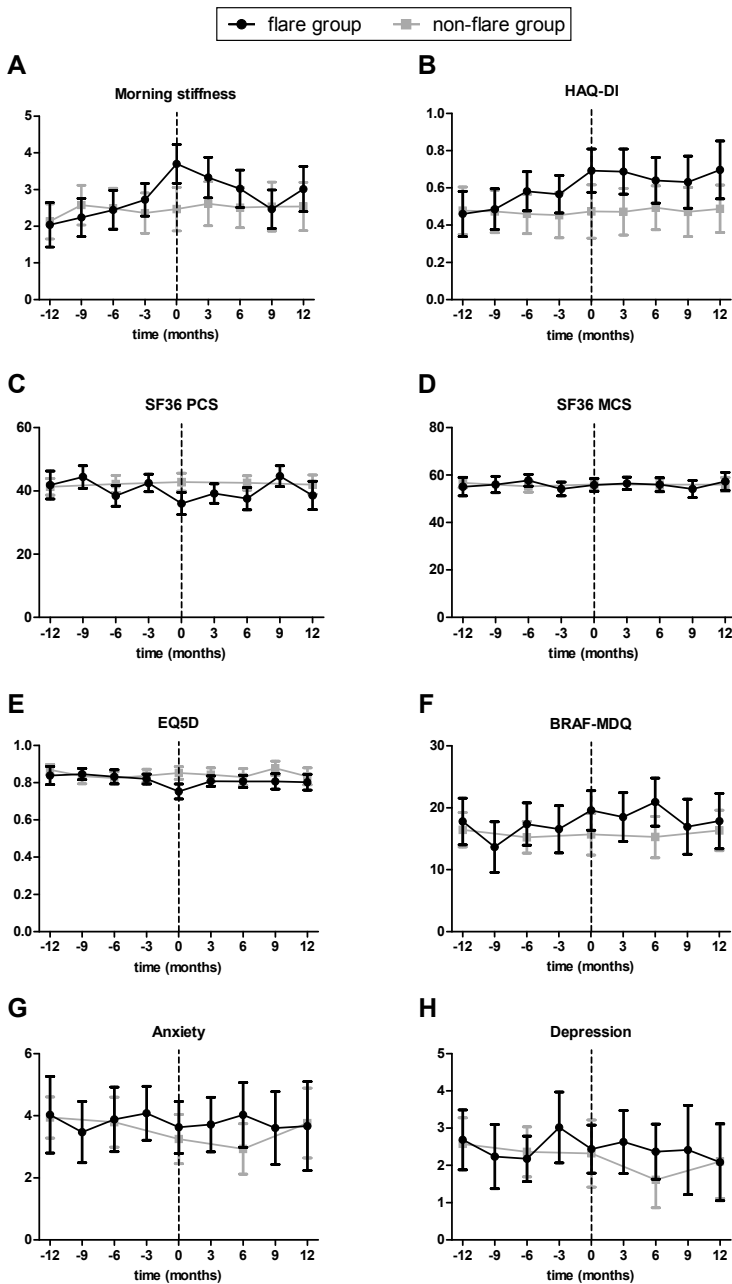 flare group non-flare group
A
Morning stiffness
5
4
3
2
1
0
-12 -9 -6 -3 0 3 6 9 12
time (months)
B
HAQ-DI
1.0
0.8
0.6
0.4
0.2
0.0
-12 -9 -6 -3 0 3 6 9 12
time (months)
C
SF36 PCS
60
40
20
0
-12 -9 -6 -3 0 3 6 9 12
time (months)
D
SF36 MCS
80
60
40
20
0
-12 -9 -6 -3 0 3 6 9 12
time (months)
E
EQ5D
1.0
0.8
0.6
0.4
0.2
0.0
-12 -9 -6 -3 0 3 6 9 12
time (months)
F
BRAF-MDQ
30
20
10
0
-12 -9 -6 -3 0 3 6 9 12
time (months)
G
Anxiety
6
4
2
0
-12 -9 -6 -3 0 3 6 9 12
time (months)
H
Depression
5
4
3
2
1
0
-12 -9 -6 -3 0 3 6 9 12
time (months)